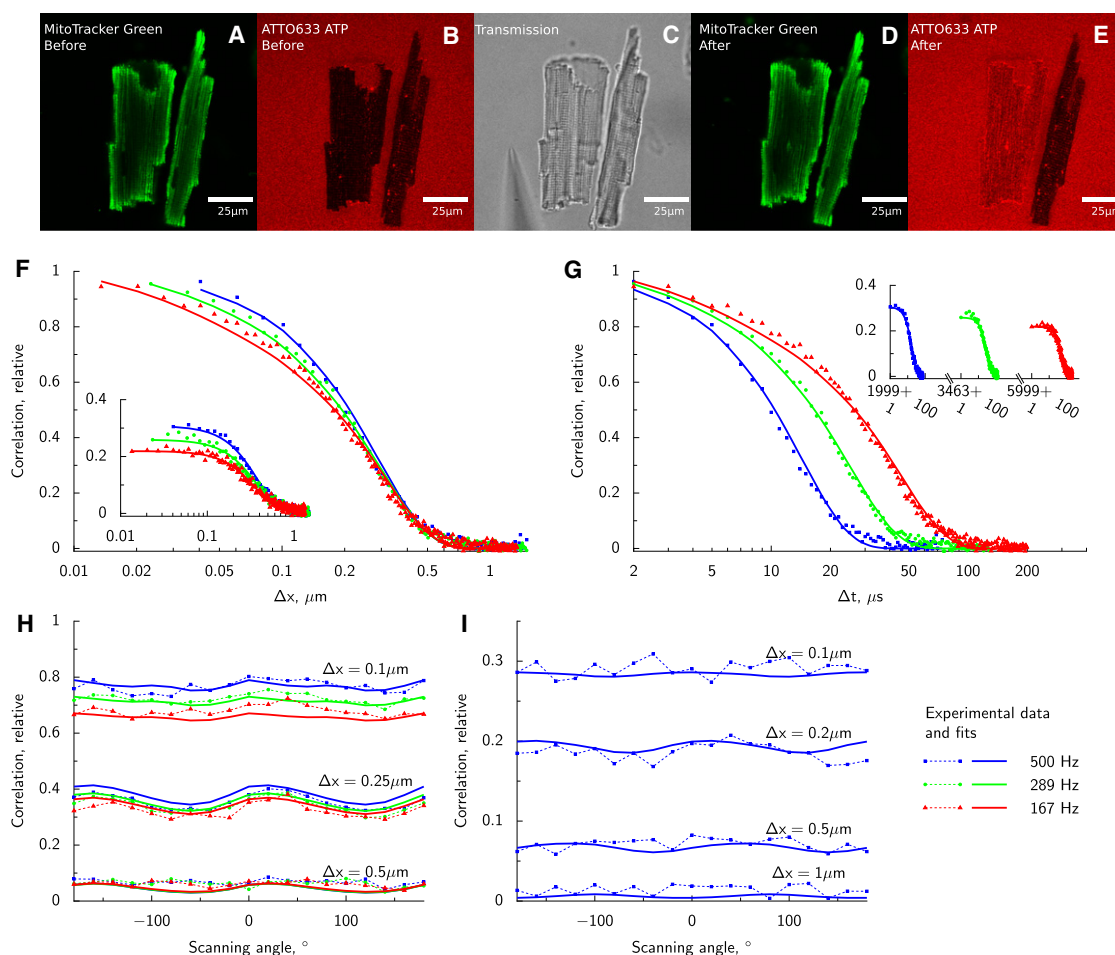 MitoTracker Green
Before
A
ATTO633 ATP
Before
B
Transmission
C
MitoTracker Green
After
D
ATTO633 ATP
After
E
25μm
25μm
25μm
25μm
25μm
F
Correlation, relative
1
0.8
0.6
0.4
0.2
0
0.01
0.02
0.05
0.1
0.2
0.5
1
Δx, μm
0.4
0.2
0
0.01
0.1
1
G
Correlation, relative
1
0.8
0.6
0.4
0.2
0
2
5
10
20
50
100
200
400
Δt, μs
0.4
0.2
0
1999+
3463+
5999+
1
100
1
100
1
100
H
Correlation, relative
1
0.8
0.6
0.4
0.2
0
Δx = 0.1μm
Δx = 0.25μm
Δx = 0.5μm
−100
0
100
Scanning angle, °
I
Correlation, relative
0.3
0.2
0.1
0
Δx = 0.1μm
Δx = 0.2μm
Δx = 0.5μm
Δx = 1μm
−100
0
100
Scanning angle, °
Experimental data
and fits
500 Hz
289 Hz
167 Hz